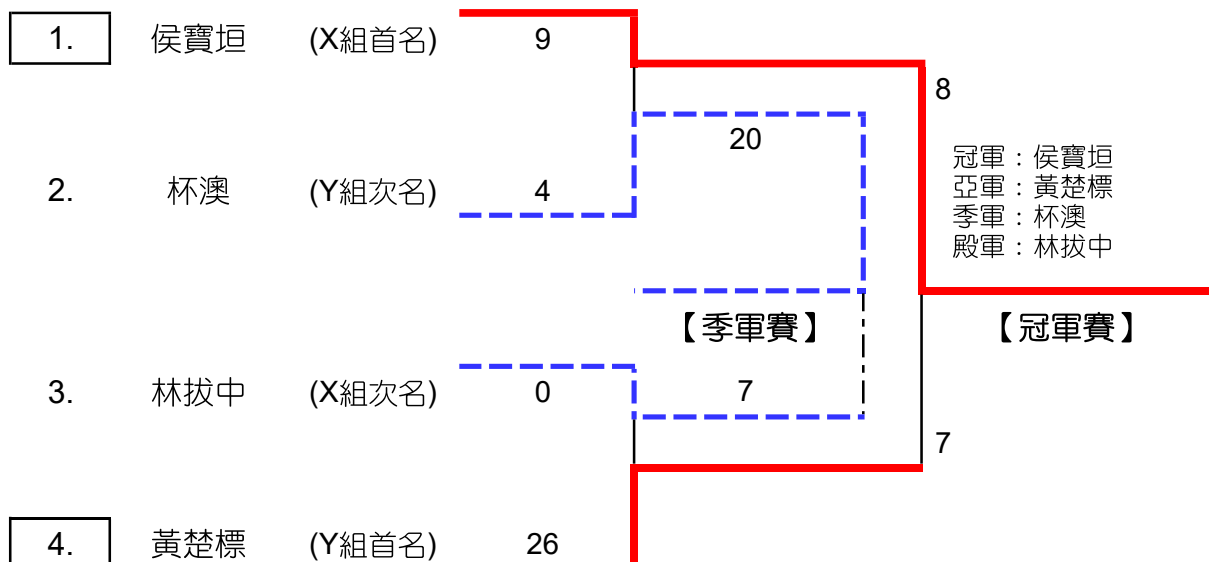 1. 侯寶垣 (X組首名) 9
8
20
冠軍：侯寶垣
亞軍：黃楚標
季軍：杯澳
殿軍：林拔中
2. 杯澳 (Y組次名) 4
【季軍賽】 【冠軍賽】
3. 林拔中 (X組次名) 0 7
7
4. 黃楚標 (Y組首名) 26